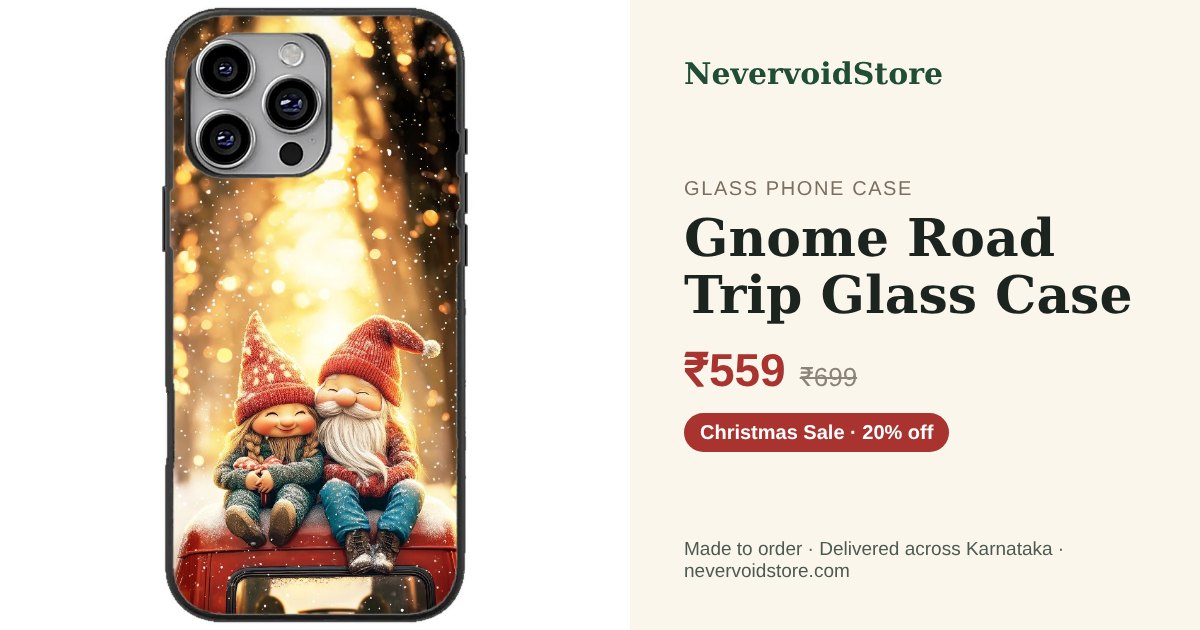 NevervoidStore
GLASS PHONE CASE
Gnome Road
Trip Glass Case
₹559 ₹699
Christmas Sale · 20% off
Made to order · Delivered across Karnataka ·
nevervoidstore.com